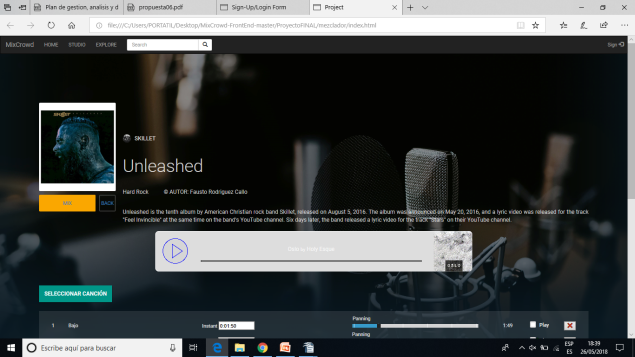 Plan de gestion, analisis y d
propuesta06.pdf
Sign-Up/Login Form
Project
file:///C:/Users/PORTATIL/Desktop/MixCrowd-FrontEnd-master/ProyectoFINAL/mezclador/index.html
MixCrowd HOME STUDIO EXPLORE Search Sign
SKILLET
Unleashed
MIX BACK
Hard Rock © AUTOR: Fausto Rodriguez Callo
Unleashed is the tenth album by American Christian rock band Skillet, released on August 5, 2016. The album was announced on May 20, 2016, and a lyric video was released for the track
"Feel Invincible" at the same time on the band's YouTube channel. Six days later, the band released a lyric video for the track "Stars" on their YouTube channel.
SELECCIONAR CANCIÓN
Panning
1 Bajo Instant 0:01:50 1:49 Play
Panning
Escribe aquí para buscar
ESP 18:39
ES 26/05/2018